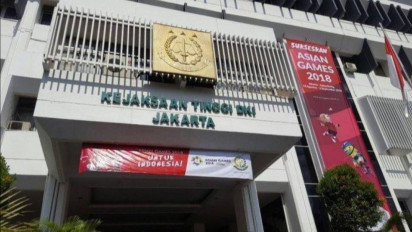 KEJAKSAAN TINGGI DKI
JAKARTA
UNTUK
INDONESIA!
SUKSESKAN
ASIAN
GAMES
2018